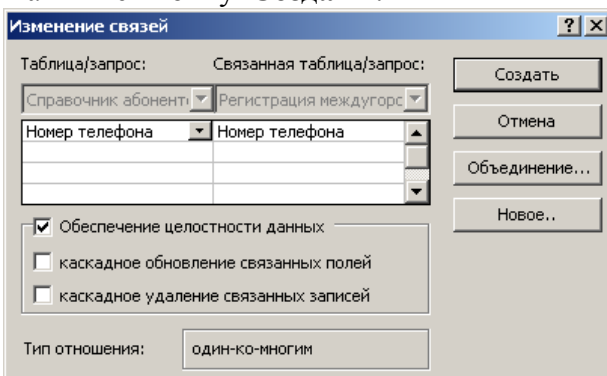 Изменение связей
Таблица/запрос: Связанная таблица/запрос:
Справочник абонент Регистрация междугорс
Номер телефона Номер телефона
Обеспечение целостности данных
каскадное обновление связанных полей
каскадное удаление связанных записей
Тип отношения: один-ко-многим
Создать
Отмена
Объединение...
Новое..